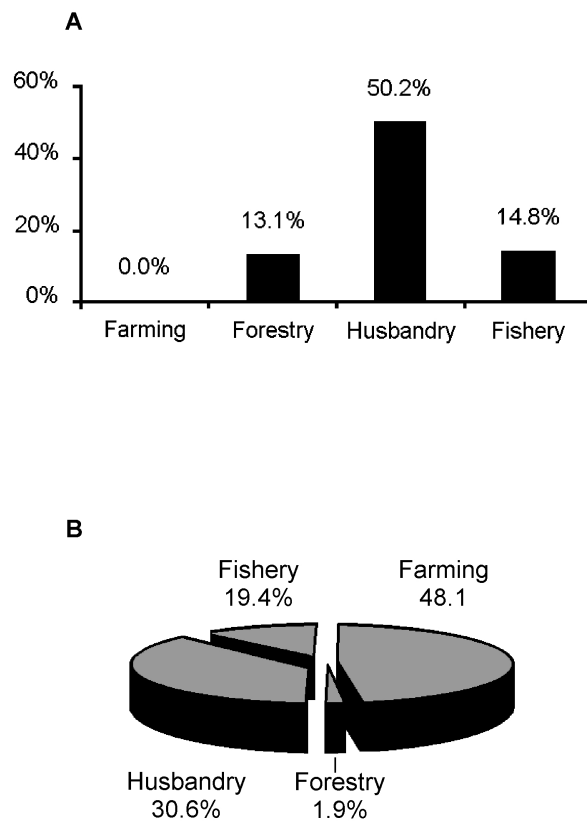 A
60%
50.2%
40%
20%
13.1%
14.8%
0.0%
0%
Farming Forestry Husbandry Fishery
B
Fishery Farming
19.4% 48.1
Husbandry Forestry
30.6% 1.9%